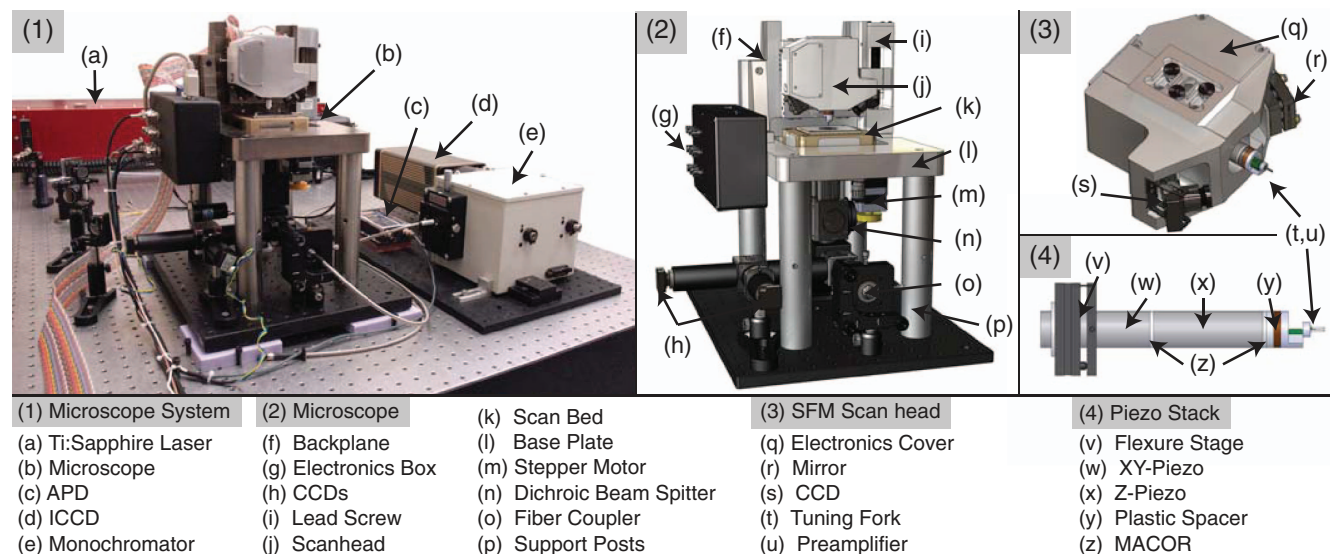 (1)
(a)
(b)
(c)
(d)
(e)
(2)
(f)
(g)
(h)
(i)
(j)
(k)
(l)
(m)
(n)
(o)
(p)
(3)
(q)
(r)
(s)
(t,u)
(4)
(v)
(w)
(x)
(y)
(z)
(1) Microscope System
(a) Ti:Sapphire Laser
(b) Microscope
(c) APD
(d) ICCD
(e) Monochromator
(2) Microscope
(f) Backplane
(g) Electronics Box
(h) CCDs
(i) Lead Screw
(j) Scanhead
(k) Scan Bed
(l) Base Plate
(m) Stepper Motor
(n) Dichroic Beam Spitter
(o) Fiber Coupler
(p) Support Posts
(3) SFM Scan head
(q) Electronics Cover
(r) Mirror
(s) CCD
(t) Tuning Fork
(u) Preamplifier
(4) Piezo Stack
(v) Flexure Stage
(w) XY-Piezo
(x) Z-Piezo
(y) Plastic Spacer
(z) MACOR